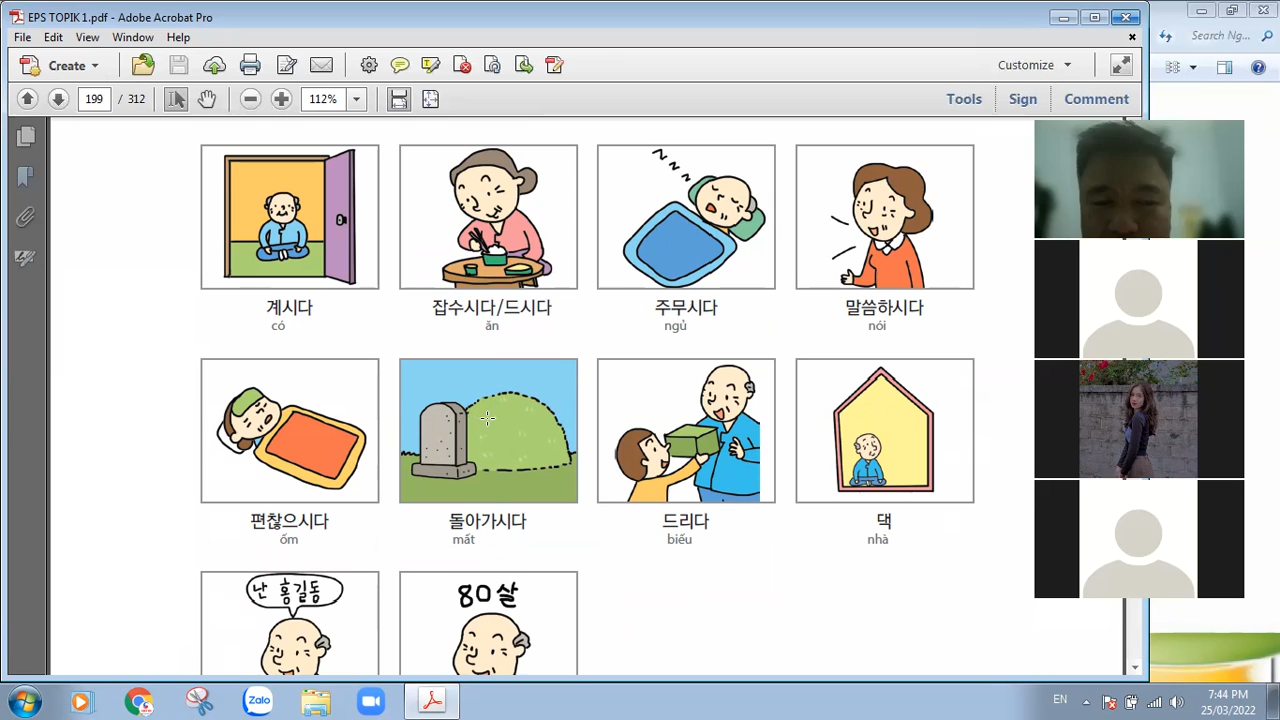 EPS TOPIK 1.pdf - Adobe Acrobat Pro
File Edit View Window Help
Search Ng...
Create
Customize
199 / 312
112%
Tools Sign Comment
계시다 잡수시다/드시다 주무시다 말씀하시다
có ăn ngủ nói
편찮으시다 돌아가시다 드리다 댁
ốm mất biếu nhà
난 홍길동 80살
Zalo
EN
7:44 PM
25/03/2022